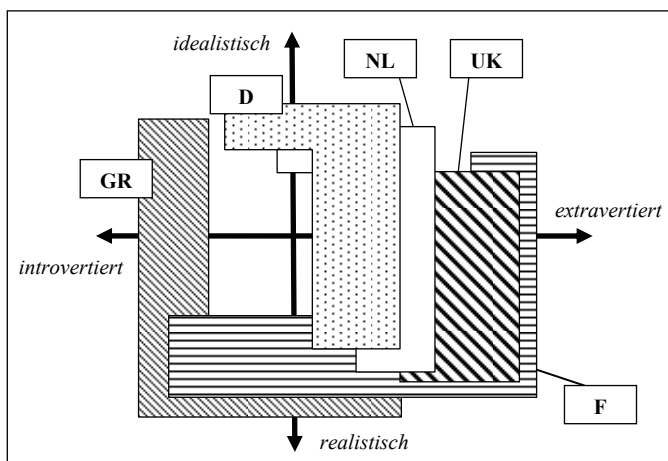 idealistisch
NL
UK
D
GR
extravertiert
introvertiert
F
realistisch